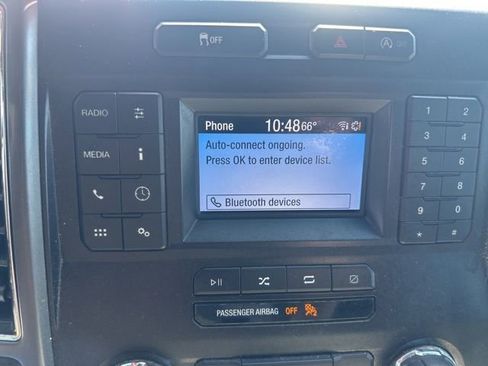 OFF
RADIO
MEDIA
i
Phone 10:48 66°
Auto-connect ongoing.
Press OK to enter device list.
Bluetooth devices
1 2
3 4
5 6
7 8
9 0
* #
PASSENGER AIRBAG OFF